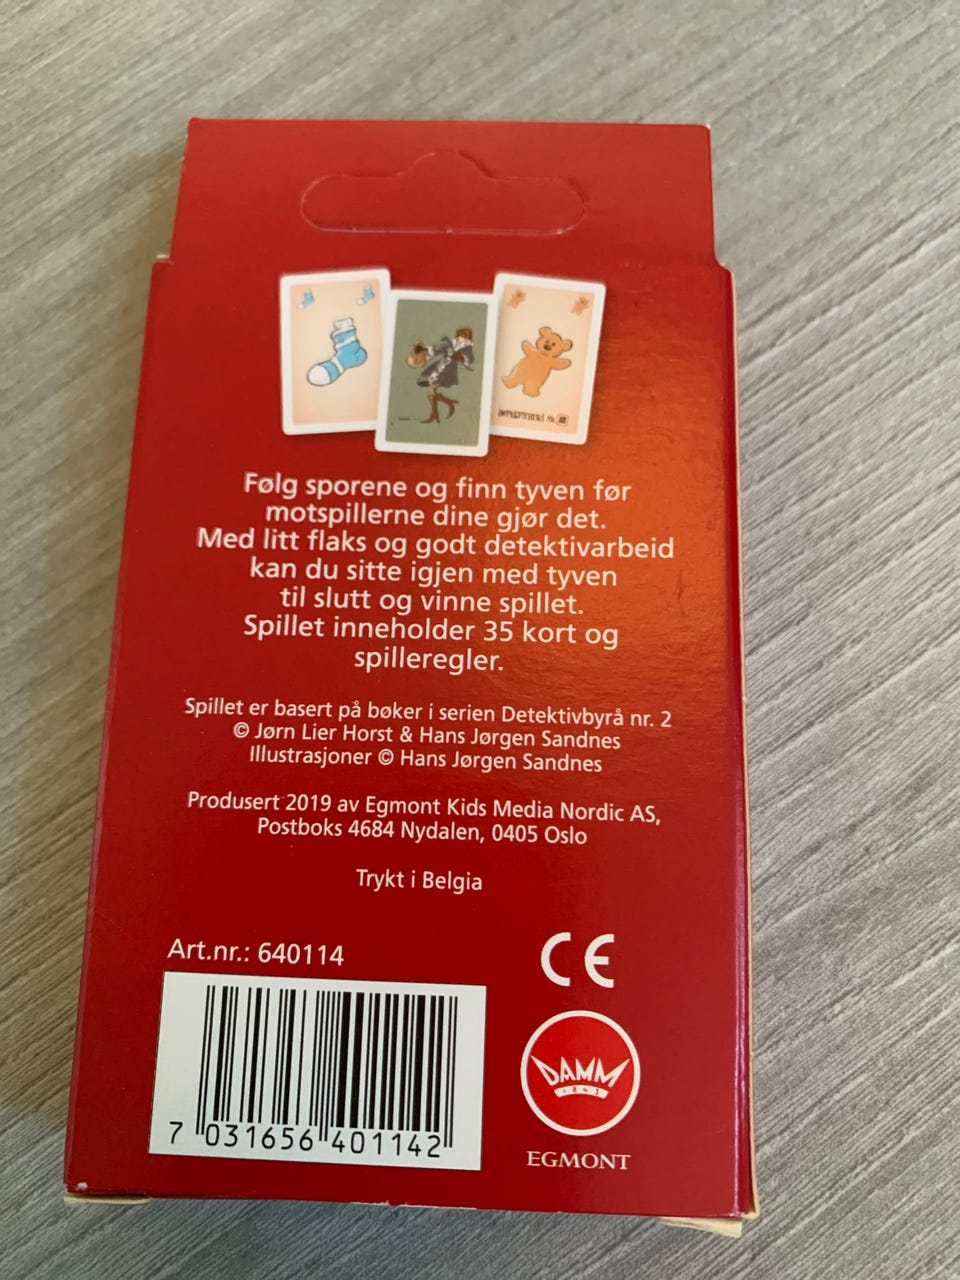 Følg sporene og finn tyven før
motspillerne dine gjør det.
Med litt flaks og godt detektivarbeid
kan du sitte igjen med tyven
til slutt og vinne spillet.
Spillet inneholder 35 kort og
spilleregler.
Spillet er basert på bøker i serien Detektivbyrå nr. 2
© Jørn Lier Horst & Hans Jørgen Sandnes
Illustrasjoner © Hans Jørgen Sandnes
Produsert 2019 av Egmont Kids Media Nordic AS,
Postboks 4684 Nydalen, 0405 Oslo
Trykt i Belgia
Art.nr.: 640114
CE
7 031656 401142
DAMM
1843
EGMONT